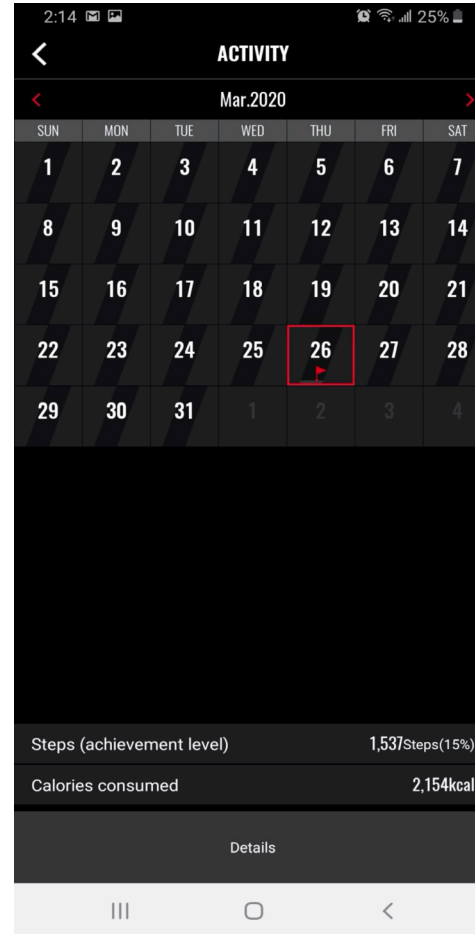 2:14 25%
ACTIVITY
Mar.2020
SUN MON TUE WED THU FRI SAT
1 2 3 4 5 6 7
8 9 10 11 12 13 14
15 16 17 18 19 20 21
22 23 24 25 26 27 28
29 30 31 1 2 3 4
Steps (achievement level) 1,537Steps(15%)
Calories consumed 2,154kcal
Details